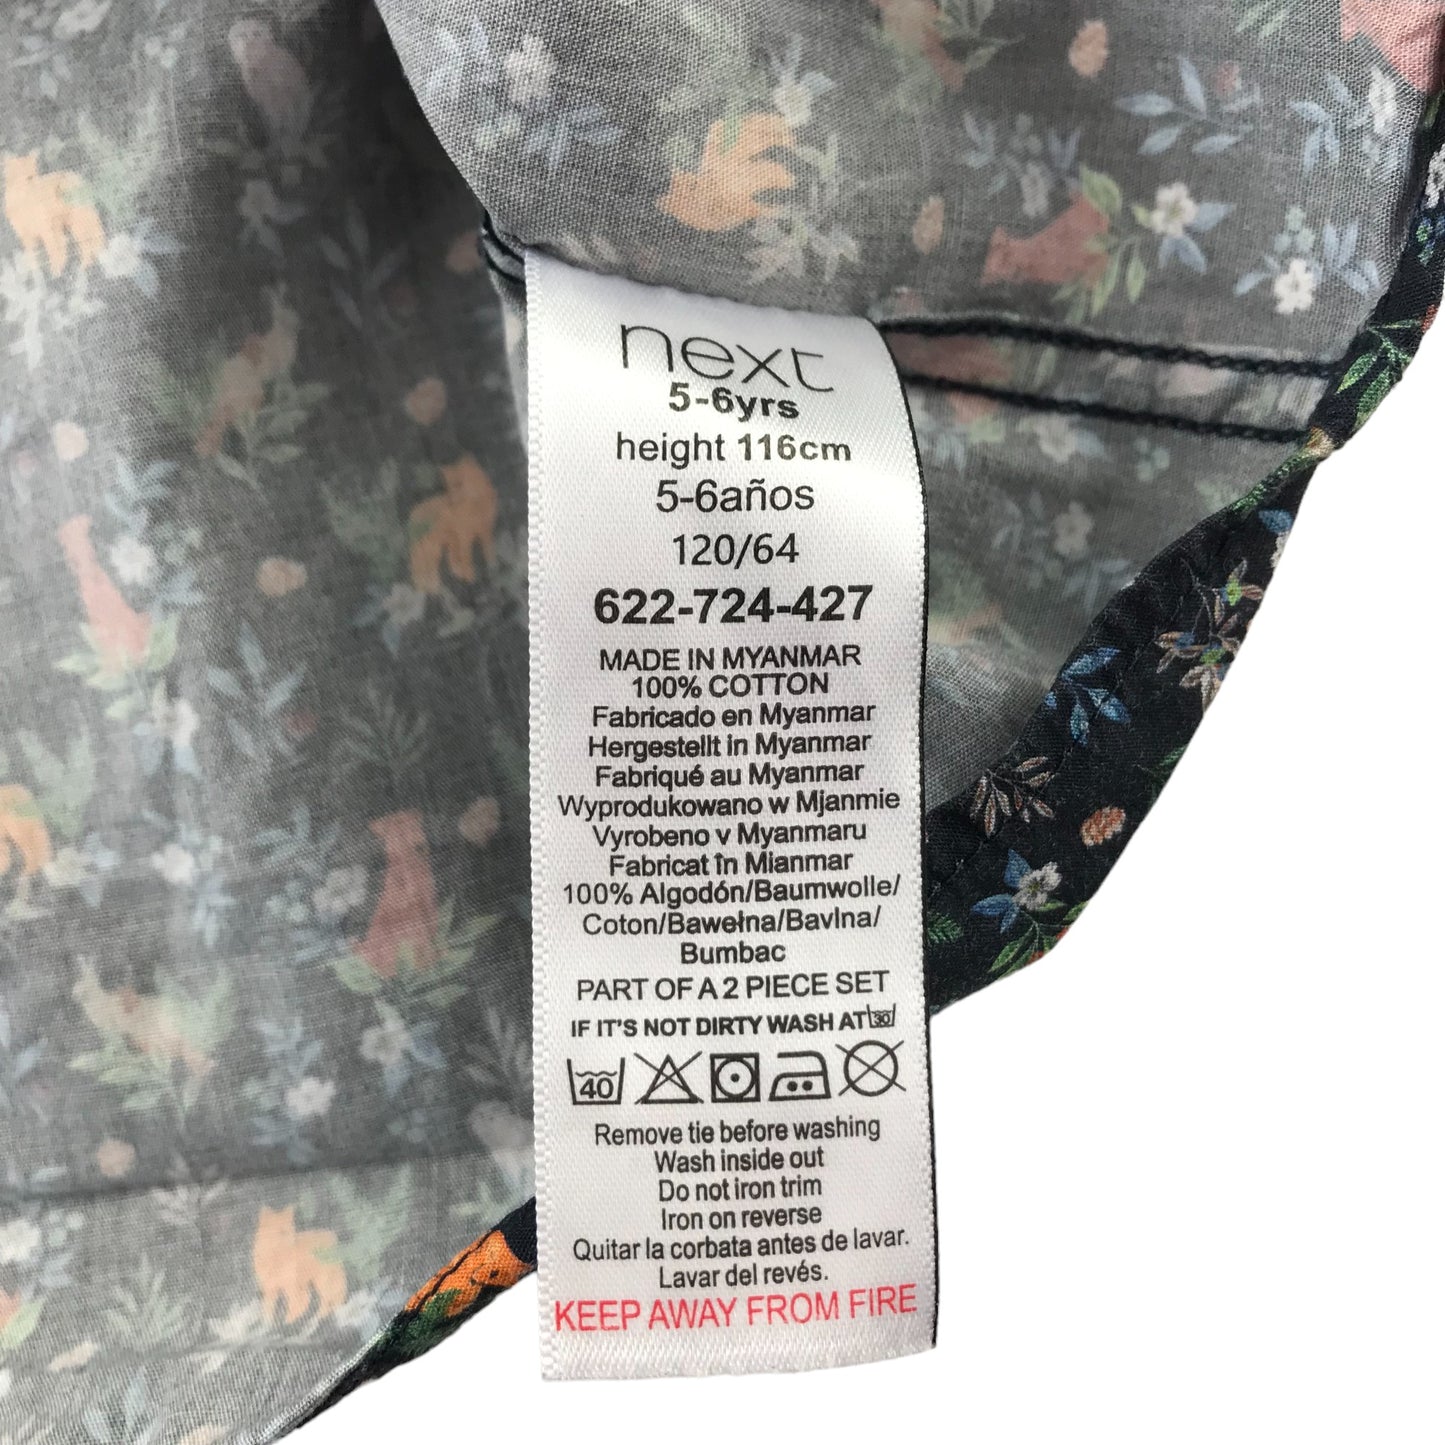 next
5-6yrs
height 116cm
5-6años
120/64
622-724-427
MADE IN MYANMAR
100% COTTON
Fabricado en Myanmar
Hergestellt in Myanmar
Fabriqué au Myanmar
Wyprodukowano w Mjanmie
Vyrobeno v Myanmaru
Fabricat în Mianmar
100% Algodón/Baumwolle/
Coton/Bawełna/Bavlna/
Bumbac
PART OF A 2 PIECE SET
IF IT'S NOT DIRTY WASH AT 30
40
Remove tie before washing
Wash inside out
Do not iron trim
Iron on reverse
Quitar la corbata antes de lavar.
Lavar del revés.
KEEP AWAY FROM FIRE